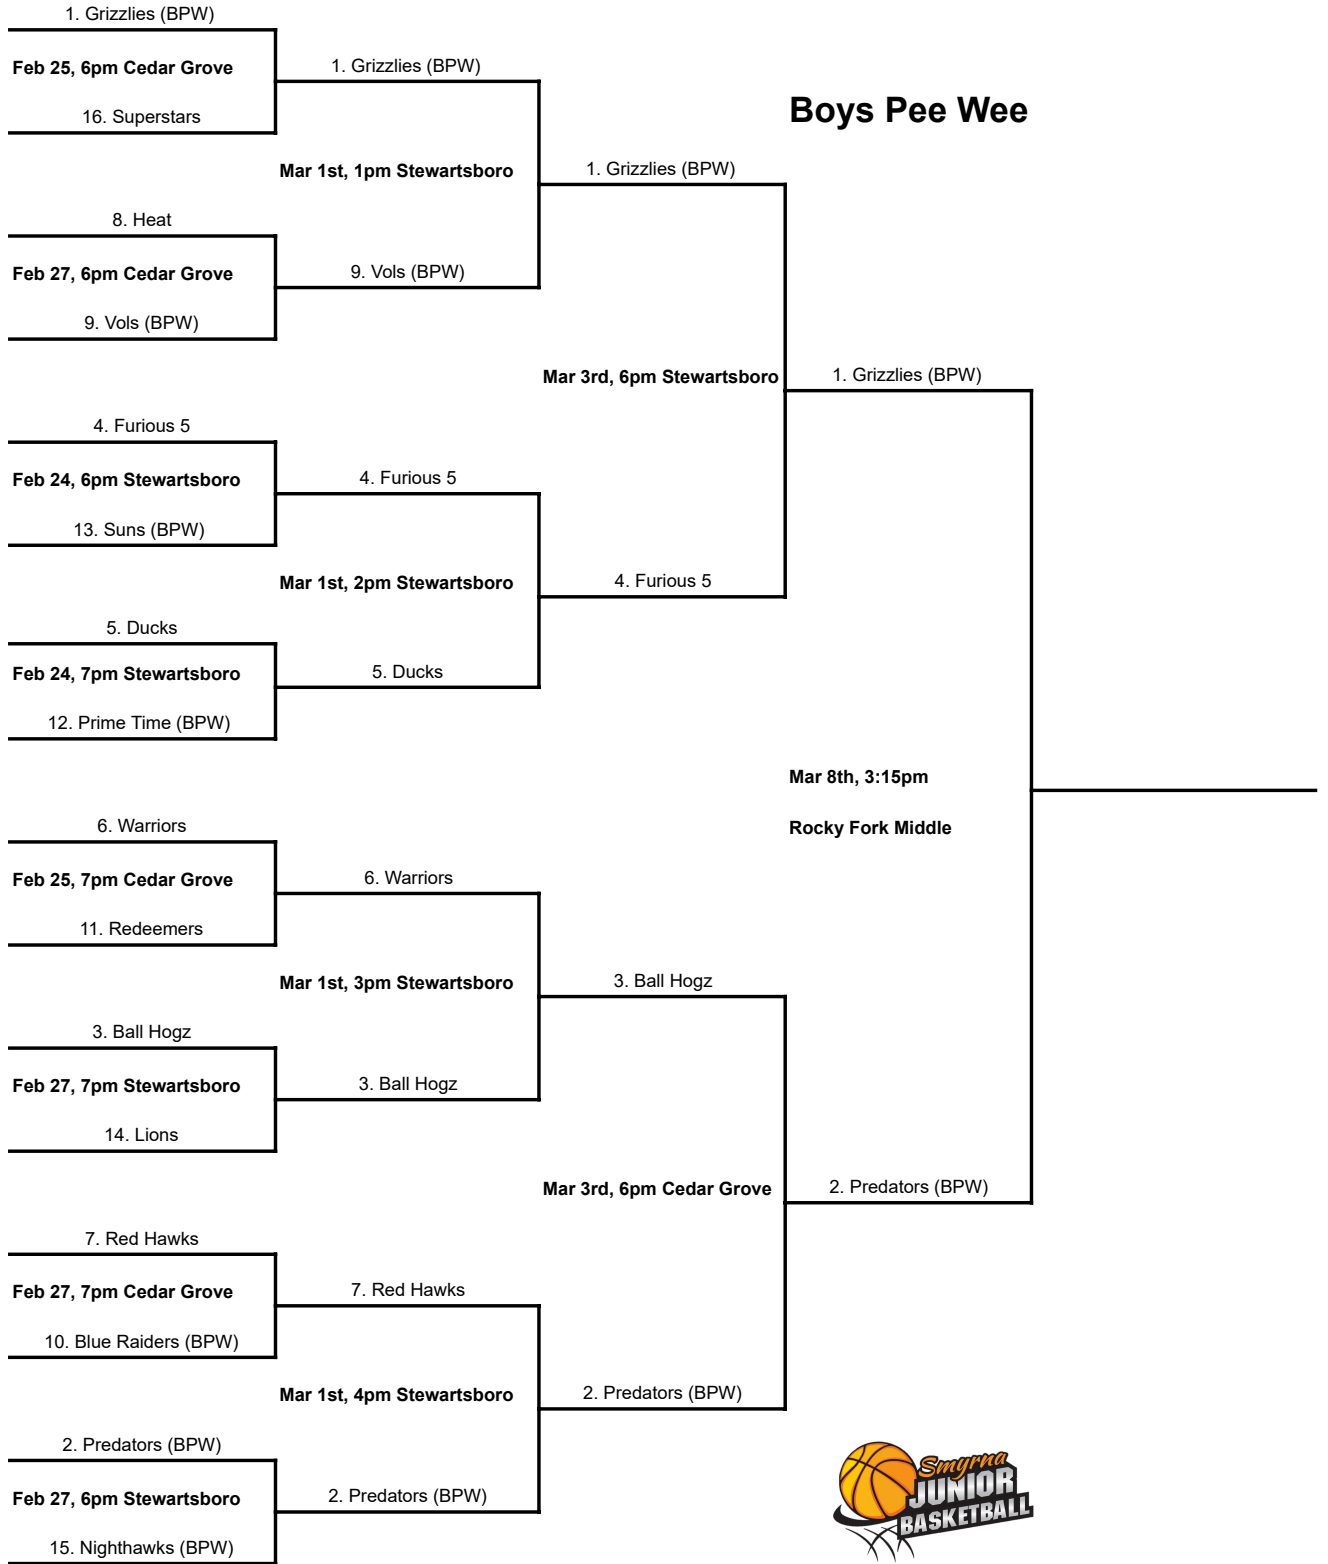 1. Grizzlies (BPW)
Feb 25, 6pm Cedar Grove
1. Grizzlies (BPW)
16. Superstars
Boys Pee Wee
Mar 1st, 1pm Stewartsboro
1. Grizzlies (BPW)
8. Heat
Feb 27, 6pm Cedar Grove
9. Vols (BPW)
9. Vols (BPW)
Mar 3rd, 6pm Stewartsboro
1. Grizzlies (BPW)
4. Furious 5
Feb 24, 6pm Stewartsboro
4. Furious 5
13. Suns (BPW)
Mar 1st, 2pm Stewartsboro
4. Furious 5
5. Ducks
Feb 24, 7pm Stewartsboro
5. Ducks
12. Prime Time (BPW)
Mar 8th, 3:15pm
Rocky Fork Middle
6. Warriors
Feb 25, 7pm Cedar Grove
6. Warriors
11. Redeemers
Mar 1st, 3pm Stewartsboro
3. Ball Hogz
3. Ball Hogz
Feb 27, 7pm Stewartsboro
3. Ball Hogz
14. Lions
Mar 3rd, 6pm Cedar Grove
2. Predators (BPW)
7. Red Hawks
Feb 27, 7pm Cedar Grove
7. Red Hawks
10. Blue Raiders (BPW)
Mar 1st, 4pm Stewartsboro
2. Predators (BPW)
2. Predators (BPW)
Feb 27, 6pm Stewartsboro
2. Predators (BPW)
15. Nighthawks (BPW)
Smyrna
JUNIOR
BASKETBALL